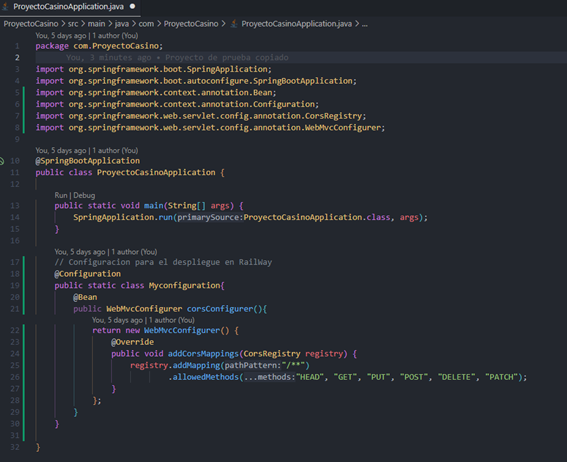 ProyectoCasinoApplication.java
ProyectoCasino > src > main > java > com > ProyectoCasino > ProyectoCasinoApplication.java > ...
You, 5 days ago | 1 author (You)
1 package com.ProyectoCasino;
2 You, 3 minutes ago • Proyecto de prueba copiado
3 import org.springframework.boot.SpringApplication;
4 import org.springframework.boot.autoconfigure.SpringBootApplication;
5 import org.springframework.context.annotation.Bean;
6 import org.springframework.context.annotation.Configuration;
7 import org.springframework.web.servlet.config.annotation.CorsRegistry;
8 import org.springframework.web.servlet.config.annotation.WebMvcConfigurer;
9
You, 5 days ago | 1 author (You)
10 @SpringBootApplication
11 public class ProyectoCasinoApplication {
12
Run | Debug
13 public static void main(String[] args) {
14 SpringApplication.run(primarySource:ProyectoCasinoApplication.class, args);
15 }
16
You, 5 days ago | 1 author (You)
17 // Configuracion para el despliegue en RailWay
18 @Configuration
19 public static class Myconfiguration{
20 @Bean
21 public WebMvcConfigurer corsConfigurer(){
You, 5 days ago | 1 author (You)
22 return new WebMvcConfigurer() {
23 @Override
24 public void addCorsMappings(CorsRegistry registry) {
25 registry.addMapping(pathPattern:"/**")
26 .allowedMethods(...methods:"HEAD", "GET", "PUT", "POST", "DELETE", "PATCH");
27 }
28 };
29 }
30 }
31
32 }